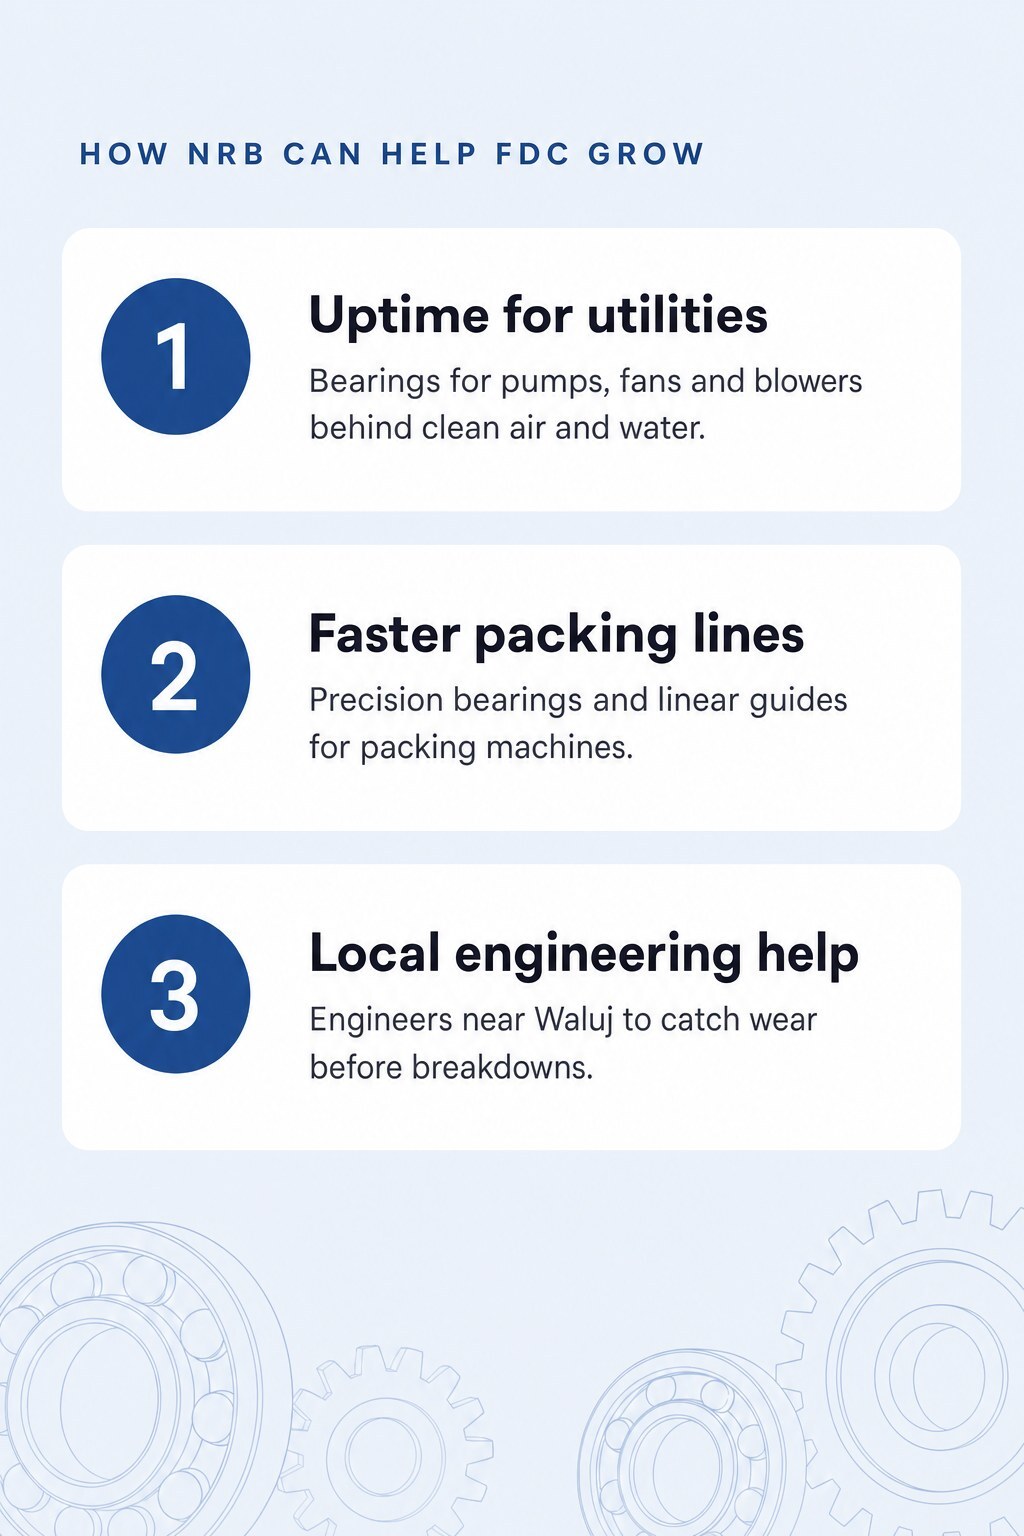 HOW NRB CAN HELP FDC GROW
1
Uptime for utilities
Bearings for pumps, fans and blowers
behind clean air and water.
2
Faster packing lines
Precision bearings and linear guides
for packing machines.
3
Local engineering help
Engineers near Waluj to catch wear
before breakdowns.